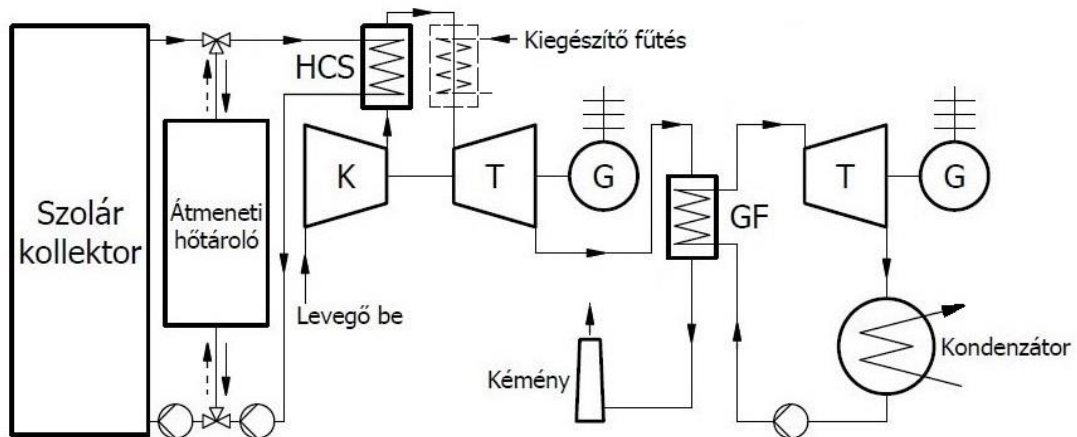 Kiegészítő fűtés
HCS
K
T
G
T
G
Szolár
kollektor
Átmeneti
hőtároló
GF
Levegő be
Kémény
Kondenzátor